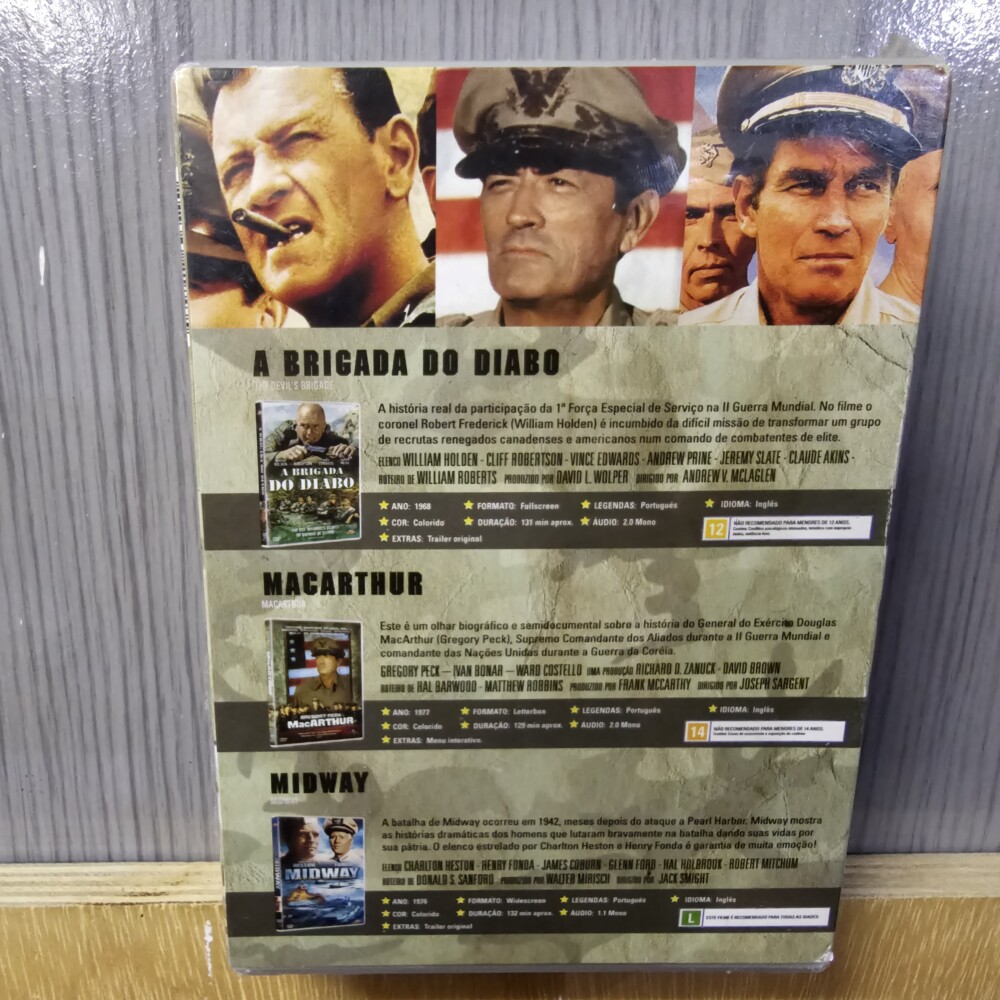 A BRIGADA DO DIABO
THE DEVIL'S BRIGADE
A história real da participação da 1ª Força Especial de Serviço na II Guerra Mundial. No filme o
coronel Robert Frederick (William Holden) é incumbido da difícil missão de transformar um grupo
de recrutas renegados canadenses e americanos num comando de combatentes de elite.
ELENCO WILLIAM HOLDEN - CLIFF ROBERTSON - VINCE EDWARDS - ANDREW PRINE - JEREMY SLATE - CLAUDE AKINS -
ROTEIRO DE WILLIAM ROBERTS PRODUZIDO POR DAVID L. WOLPER DIRIGIDO POR ANDREW V. MCLAGLEN
A BRIGADA
DO DIABO
ANO: 1968 FORMATO: Fullscreen LEGENDAS: Português IDIOMA: Inglês
COR: Colorido DURAÇÃO: 131 min aprox. ÁUDIO: 2.0 Mono
EXTRAS: Trailer original
12 NÃO RECOMENDADO PARA MENORES DE 12 ANOS.
MACARTHUR
MACARTHUR
Este é um olhar biográfico e semidocumental sobre a história do General do Exército Douglas
MacArthur (Gregory Peck), Supremo Comandante dos Aliados durante a II Guerra Mundial e
comandante das Nações Unidas durante a Guerra da Coréia.
GREGORY PECK — IVAN BONAR — WARD COSTELLO UMA PRODUÇÃO RICHARD D. ZANUCK - DAVID BROWN
ROTEIRO DE HAL BARWOOD - MATTHEW ROBBINS PRODUZIDO POR FRANK MCCARTHY DIRIGIDO POR JOSEPH SARGENT
GREGORY PECK
MACARTHUR
ANO: 1977 FORMATO: Letterbox LEGENDAS: Português IDIOMA: Inglês
COR: Colorido DURAÇÃO: 129 min aprox. ÁUDIO: 2.0 Mono
EXTRAS: Menu interativo.
14 NÃO RECOMENDADO PARA MENORES DE 14 ANOS.
MIDWAY
MIDWAY
A batalha de Midway ocorreu em 1942, meses depois do ataque a Pearl Harbor. Midway mostra
as histórias dramáticas dos homens que lutaram bravamente na batalha dando suas vidas por
sua pátria. O elenco estrelado por Charlton Heston e Henry Fonda é garantia de muita emoção!
ELENCO CHARLTON HESTON - HENRY FONDA - JAMES COBURN - GLENN FORD - HAL HOLBROOK - ROBERT MITCHUM
ROTEIRO DE DONALD S. SANFORD PRODUZIDO POR WALTER MIRISCH DIRIGIDO POR JACK SMIGHT
MIDWAY
ANO: 1976 FORMATO: Widescreen LEGENDAS: Português IDIOMA: Inglês
COR: Colorido DURAÇÃO: 132 min aprox. ÁUDIO: 1.1 Mono
EXTRAS: Trailer original
L ESTE FILME É RECOMENDADO PARA TODAS AS IDADES.